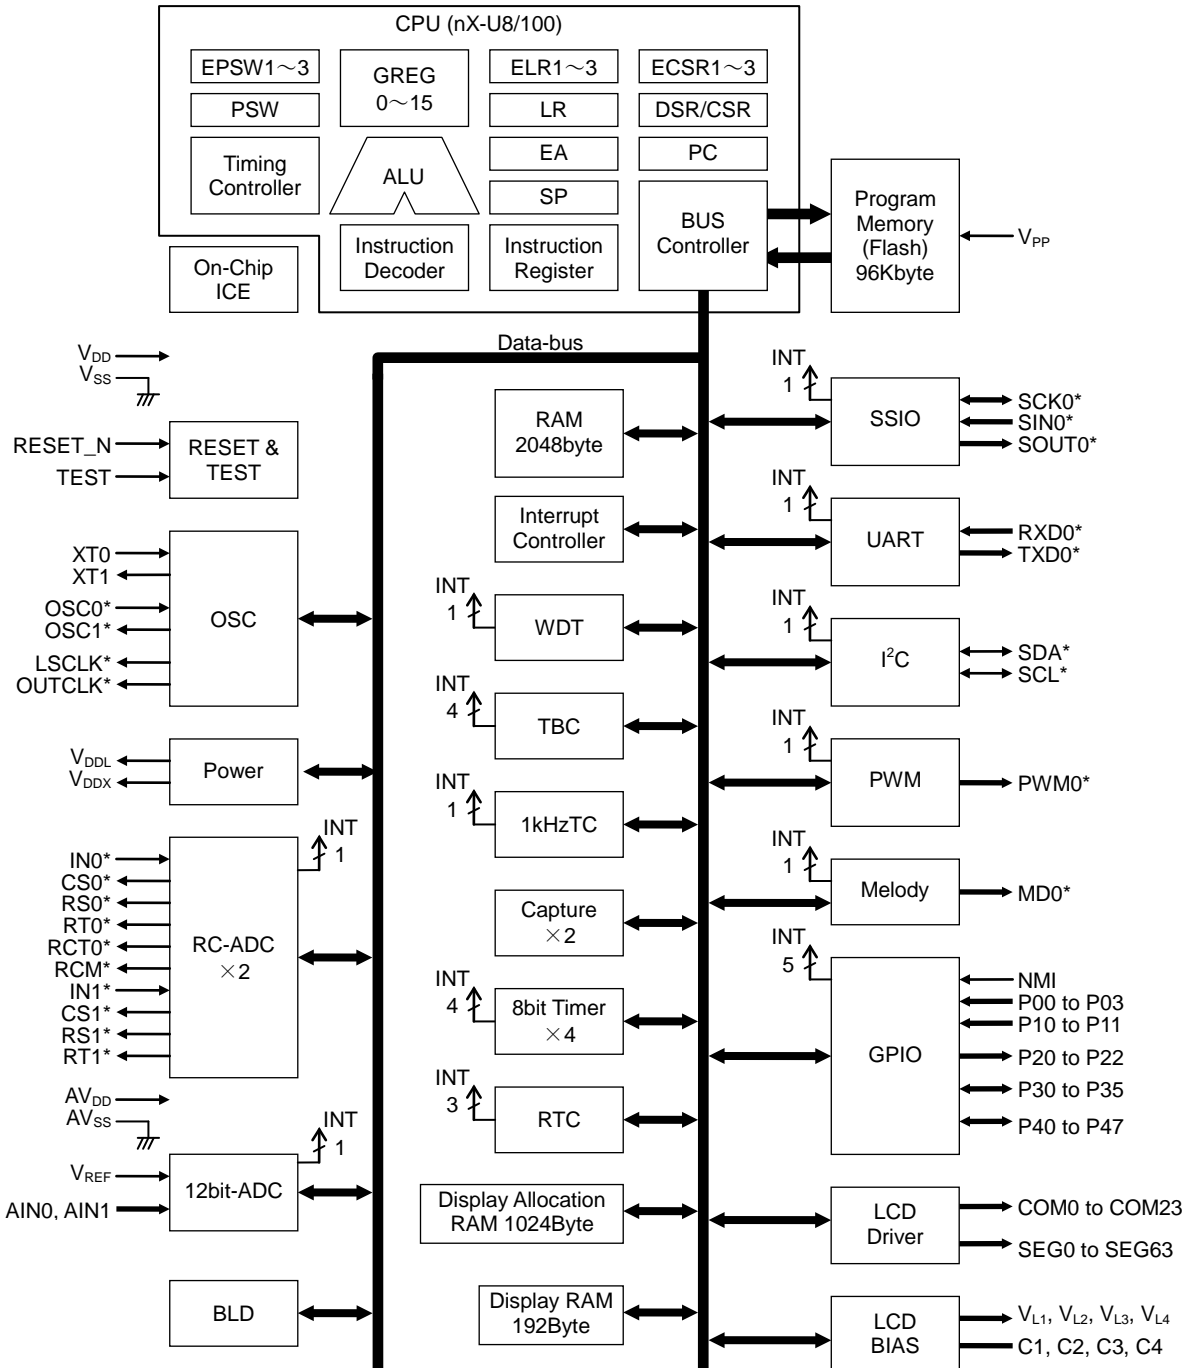 CPU (nX-U8/100)
EPSW1～3
GREG
0～15
ELR1～3
ECSR1～3
PSW
LR
DSR/CSR
Timing
Controller
ALU
EA
PC
SP
BUS
Controller
Instruction
Decoder
Instruction
Register
Program
Memory
(Flash)
96Kbyte
VPP
On-Chip
ICE
Data-bus
VDD
VSS
RESET_N
TEST
RESET &
TEST
XT0
XT1
OSC0*
OSC1*
LSCLK*
OUTCLK*
OSC
VDDL
VDDX
Power
IN0*
CS0*
RS0*
RT0*
RCT0*
RCM*
IN1*
CS1*
RS1*
RT1*
RC-ADC
×2
INT
1
AVDD
AVSS
VREF
AIN0, AIN1
12bit-ADC
INT
1
BLD
RAM
2048byte
Interrupt
Controller
INT
1
WDT
INT
4
TBC
INT
1
1kHzTC
Capture
×2
INT
4
8bit Timer
×4
INT
3
RTC
Display Allocation
RAM 1024Byte
Display RAM
192Byte
INT
1
SSIO
SCK0*
SIN0*
SOUT0*
INT
1
UART
RXD0*
TXD0*
INT
1
I²C
SDA*
SCL*
INT
1
PWM
PWM0*
INT
1
Melody
MD0*
INT
5
GPIO
NMI
P00 to P03
P10 to P11
P20 to P22
P30 to P35
P40 to P47
LCD
Driver
COM0 to COM23
SEG0 to SEG63
LCD
BIAS
VL1, VL2, VL3, VL4
C1, C2, C3, C4